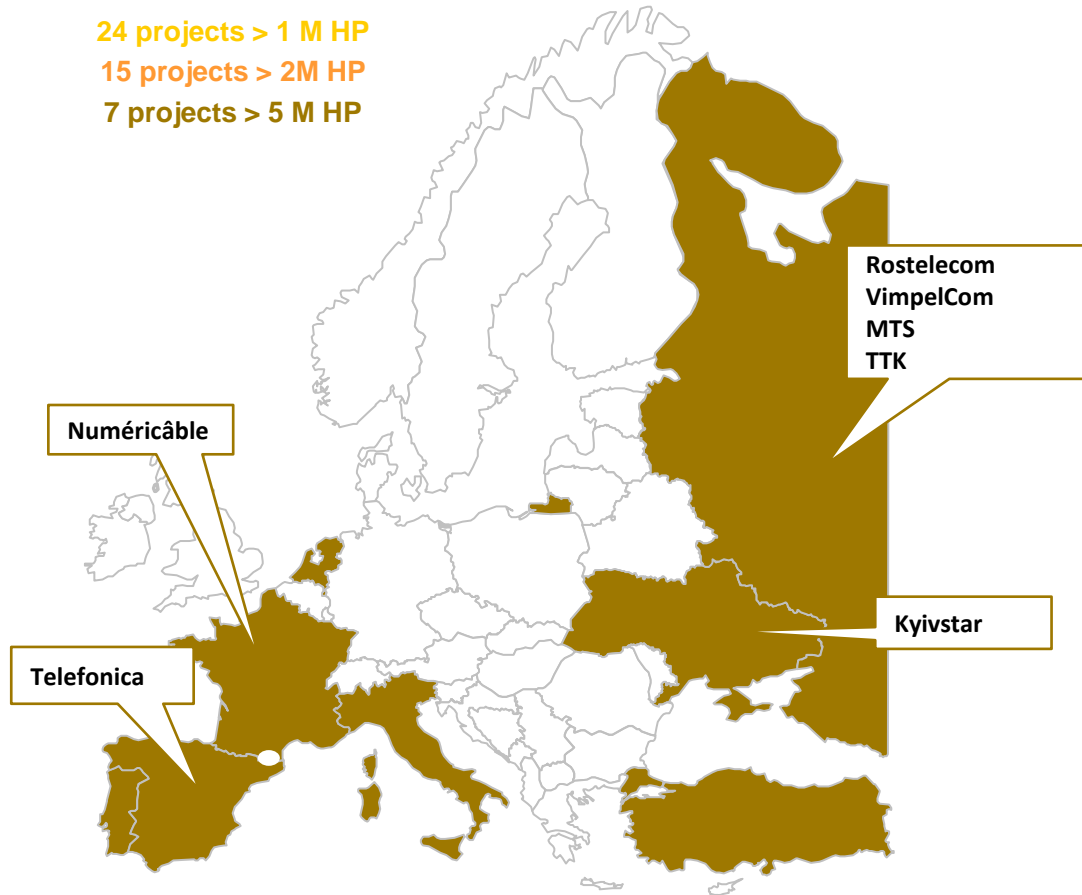 24 projects > 1 M HP
15 projects > 2M HP
7 projects > 5 M HP
Rostelecom
VimpelCom
MTS
TTK
Numéricâble
Kyivstar
Telefonica